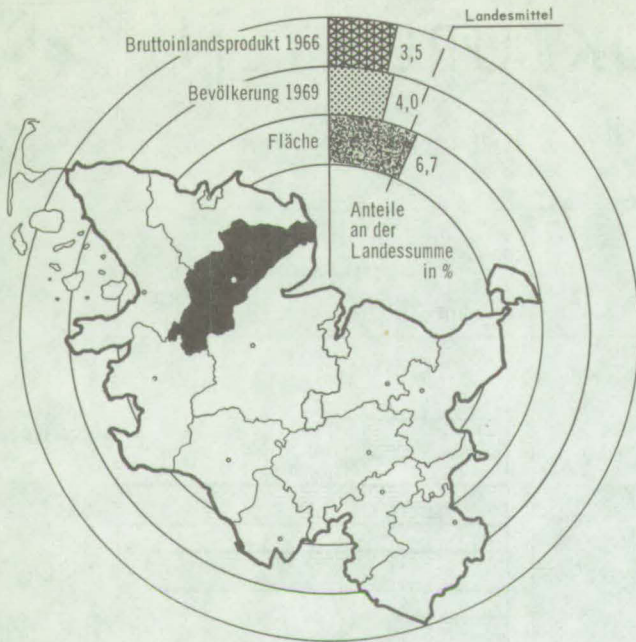 Landesmittel
Bruttoinlandsprodukt 1966
3,5
Bevölkerung 1969
4,0
Fläche
6,7
Anteile
an der
Landessumme
in %